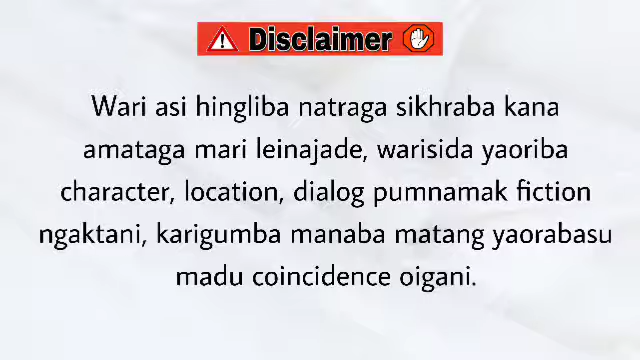 Disclaimer
Wari asi hingliba natraga sikhraba kana
amataga mari leinajade, warisida yaoriba
character, location, dialog pumnamak fiction
ngaktani, karigumba manaba matang yaorabasu
madu coincidence oigani.